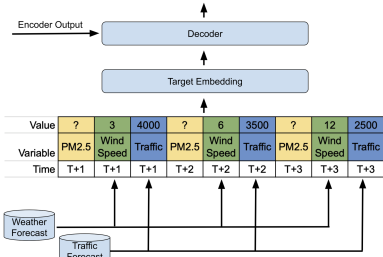 Encoder Output
Decoder
Target Embedding
Value ? 3 4000 ? 6 3500 ? 12 2500
Variable PM2.5 Wind Speed Traffic PM2.5 Wind Speed Traffic PM2.5 Wind Speed Traffic
Time T+1 T+1 T+1 T+2 T+2 T+2 T+3 T+3 T+3
Weather
Forecast
Traffic
Forecast